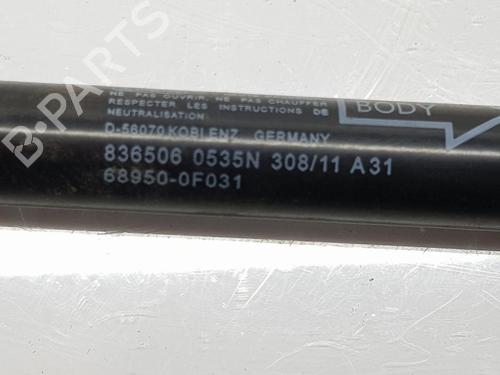 B-PARTS
NE PAS OUVRIR. NE PAS CHAUFFER
RESPECTER LES INSTRUCTIONS DE
NEUTRALISATION.
D-56070 KOBLENZ GERMANY
836506 0535N 308/11 A31
68950-0F031
BODY